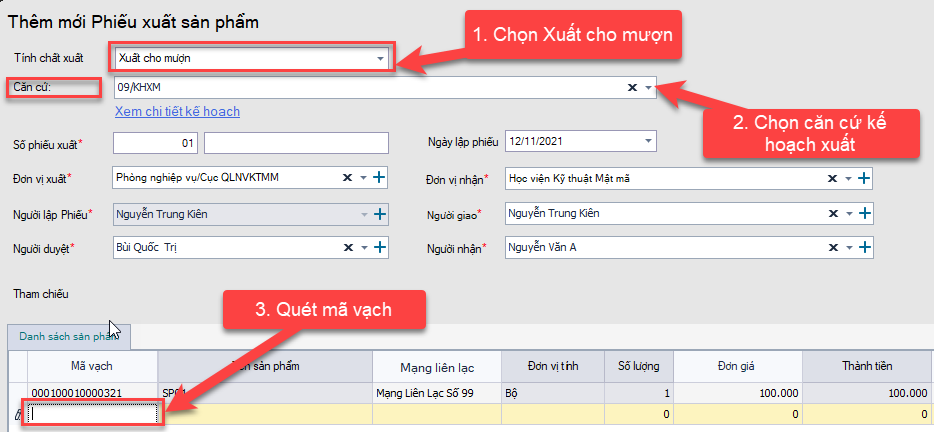 Thêm mới Phiếu xuất sản phẩm
1. Chọn Xuất cho mượn
Tính chất xuất Xuất cho mượn
Căn cứ: 09/KHXM
Xem chi tiết kế hoạch
2. Chọn căn cứ kế
hoạch xuất
Số phiếu xuất* 01 Ngày lập phiếu 12/11/2021
Đơn vị xuất* Phòng nghiệp vụ/Cục QLNVKTMM Đơn vị nhận* Học viện Kỹ thuật Mật mã
Người lập Phiếu* Nguyễn Trung Kiên Người giao* Nguyễn Trung Kiên
Người duyệt* Bùi Quốc Trị Người nhận* Nguyễn Văn A
Tham chiếu
3. Quét mã vạch
Danh sách sản phẩm
Mã vạch sản phẩm Mạng liên lạc Đơn vị tính Số lượng Đơn giá Thành tiền
000100010000321 Mạng Liên Lạc Số 99 Bộ 1 100.000 100.000
0 0 0